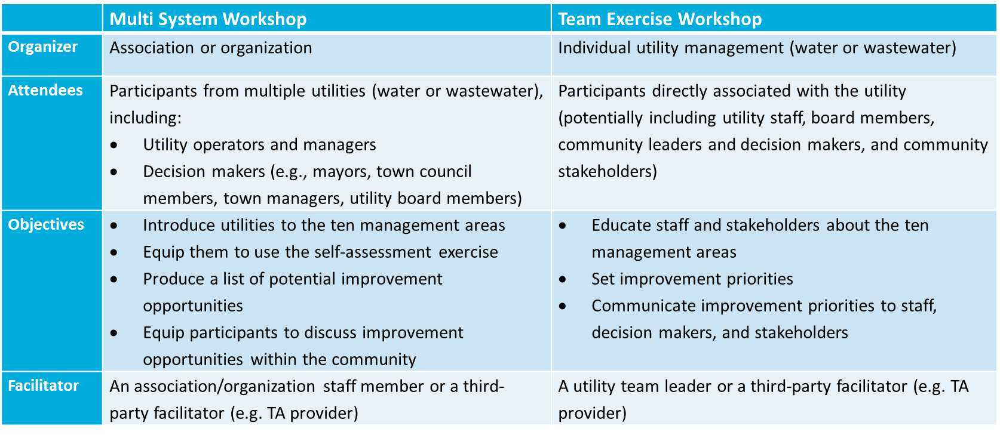 Multi System Workshop
Team Exercise Workshop
Organizer
Association or organization
Individual utility management (water or wastewater)
Attendees
Participants from multiple utilities (water or wastewater),
including:
• Utility operators and managers
• Decision makers (e.g., mayors, town council
members, town managers, utility board members)
Participants directly associated with the utility
(potentially including utility staff, board members,
community leaders and decision makers, and community
stakeholders)
Objectives
• Introduce utilities to the ten management areas
• Equip them to use the self-assessment exercise
• Produce a list of potential improvement
opportunities
• Equip participants to discuss improvement
opportunities within the community
• Educate staff and stakeholders about the ten
management areas
• Set improvement priorities
• Communicate improvement priorities to staff,
decision makers, and stakeholders
Facilitator
An association/organization staff member or a third-
party facilitator (e.g. TA provider)
A utility team leader or a third-party facilitator (e.g. TA
provider)